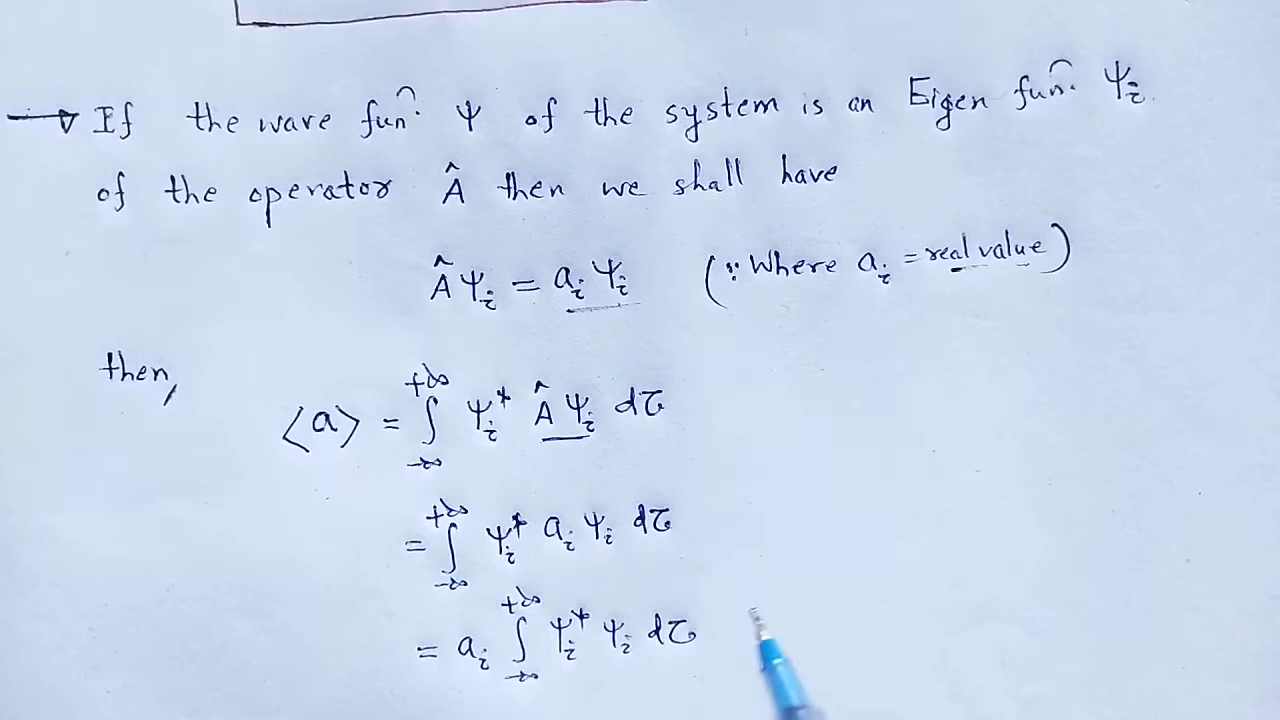 → If the wave funⁿ. ψ of the system is an Eigen funⁿ. ψᵢ
of the operator Â then we shall have
Âψᵢ = aᵢψᵢ (∵ Where aᵢ = real value)
then,
⟨a⟩ = ∫₋∞⁺∞ ψᵢ* Âψᵢ dτ
= ∫₋∞⁺∞ ψᵢ* aᵢ ψᵢ dτ
= aᵢ ∫₋∞⁺∞ ψᵢ* ψᵢ dτ